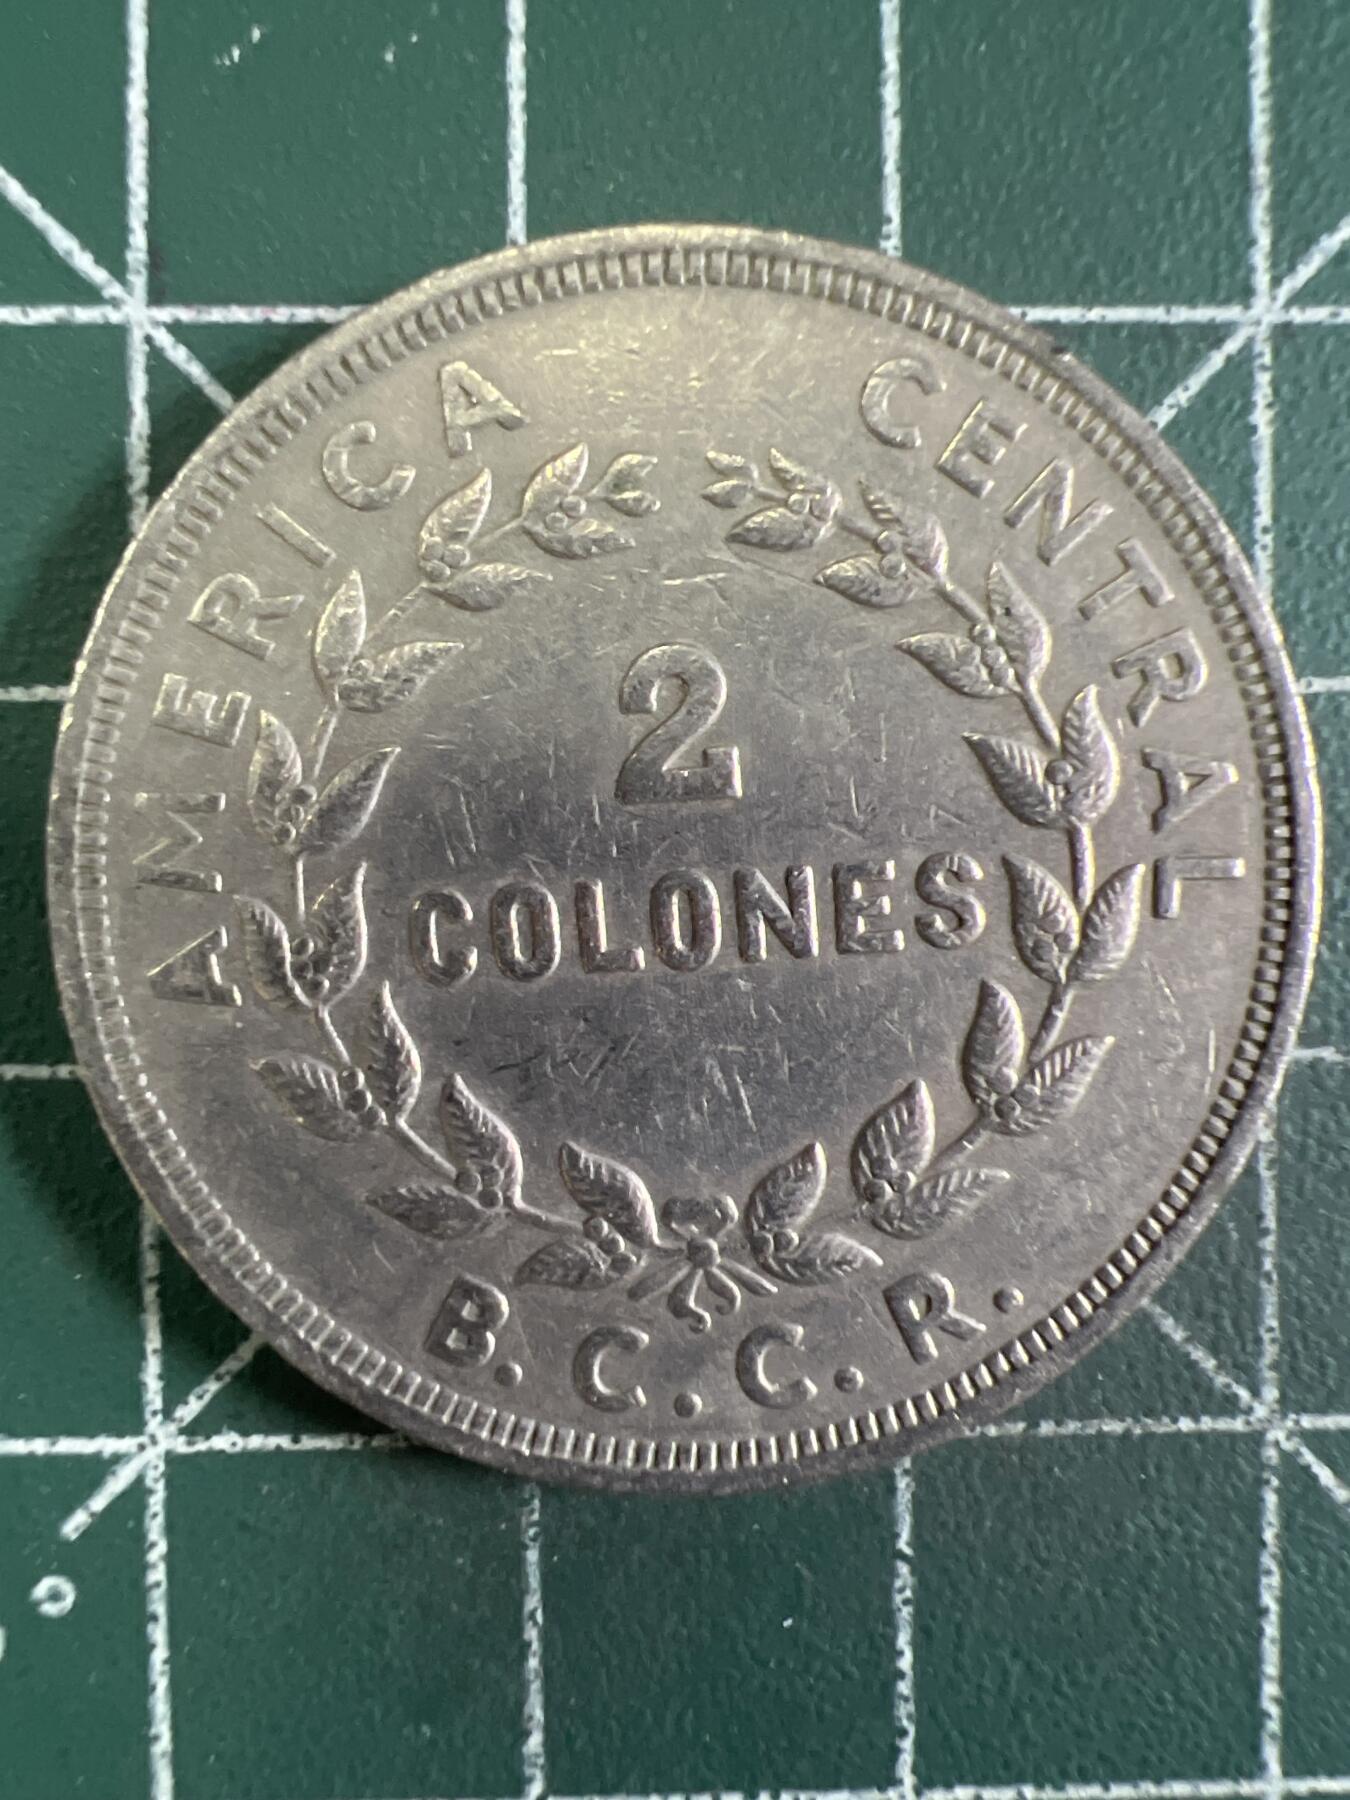 AMERICA CENTRAL
2
COLONES
B.C.C.R.